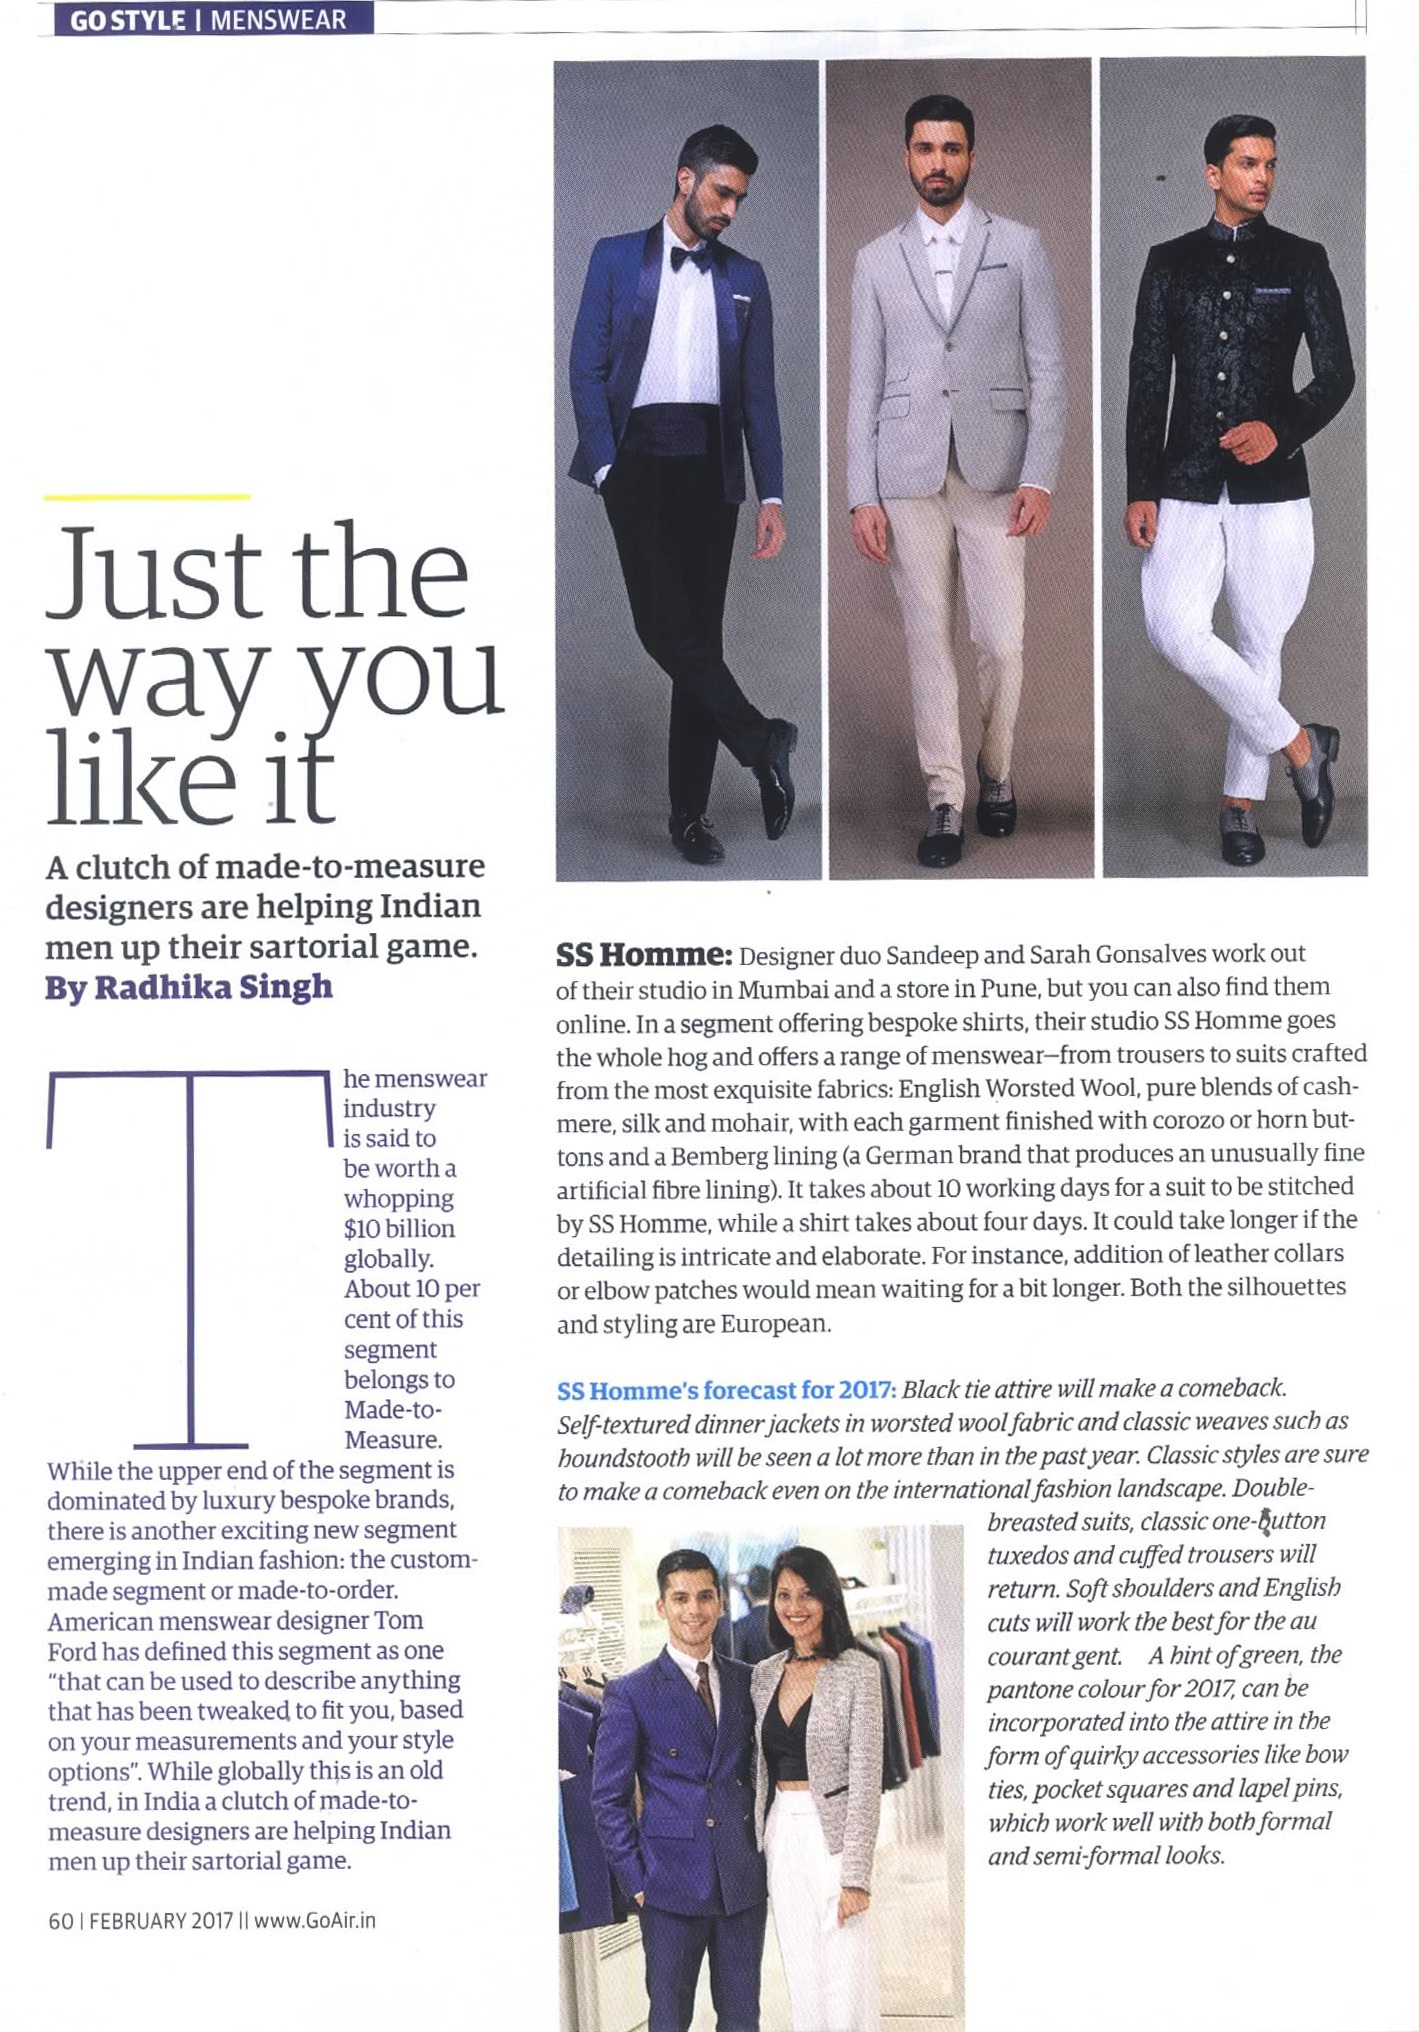 GO STYLE | MENSWEAR
Just the
way you
like it
A clutch of made-to-measure
designers are helping Indian
men up their sartorial game.
By Radhika Singh
The menswear
industry
is said to
be worth a
whopping
$10 billion
globally.
About 10 per
cent of this
segment
belongs to
Made-to-
Measure.
While the upper end of the segment is
dominated by luxury bespoke brands,
there is another exciting new segment
emerging in Indian fashion: the custom-
made segment or made-to-order.
American menswear designer Tom
Ford has defined this segment as one
“that can be used to describe anything
that has been tweaked to fit you, based
on your measurements and your style
options”. While globally this is an old
trend, in India a clutch of made-to-
measure designers are helping Indian
men up their sartorial game.
SS Homme: Designer duo Sandeep and Sarah Gonsalves work out
of their studio in Mumbai and a store in Pune, but you can also find them
online. In a segment offering bespoke shirts, their studio SS Homme goes
the whole hog and offers a range of menswear—from trousers to suits crafted
from the most exquisite fabrics: English Worsted Wool, pure blends of cash-
mere, silk and mohair, with each garment finished with corozo or horn but-
tons and a Bemberg lining (a German brand that produces an unusually fine
artificial fibre lining). It takes about 10 working days for a suit to be stitched
by SS Homme, while a shirt takes about four days. It could take longer if the
detailing is intricate and elaborate. For instance, addition of leather collars
or elbow patches would mean waiting for a bit longer. Both the silhouettes
and styling are European.
SS Homme’s forecast for 2017: Black tie attire will make a comeback.
Self-textured dinner jackets in worsted wool fabric and classic weaves such as
houndstooth will be seen a lot more than in the past year. Classic styles are sure
to make a comeback even on the international fashion landscape. Double-
breasted suits, classic one-button
tuxedos and cuffed trousers will
return. Soft shoulders and English
cuts will work the best for the au
courant gent. A hint of green, the
pantone colour for 2017, can be
incorporated into the attire in the
form of quirky accessories like bow
ties, pocket squares and lapel pins,
which work well with both formal
and semi-formal looks.
60 | FEBRUARY 2017 || www.GoAir.in